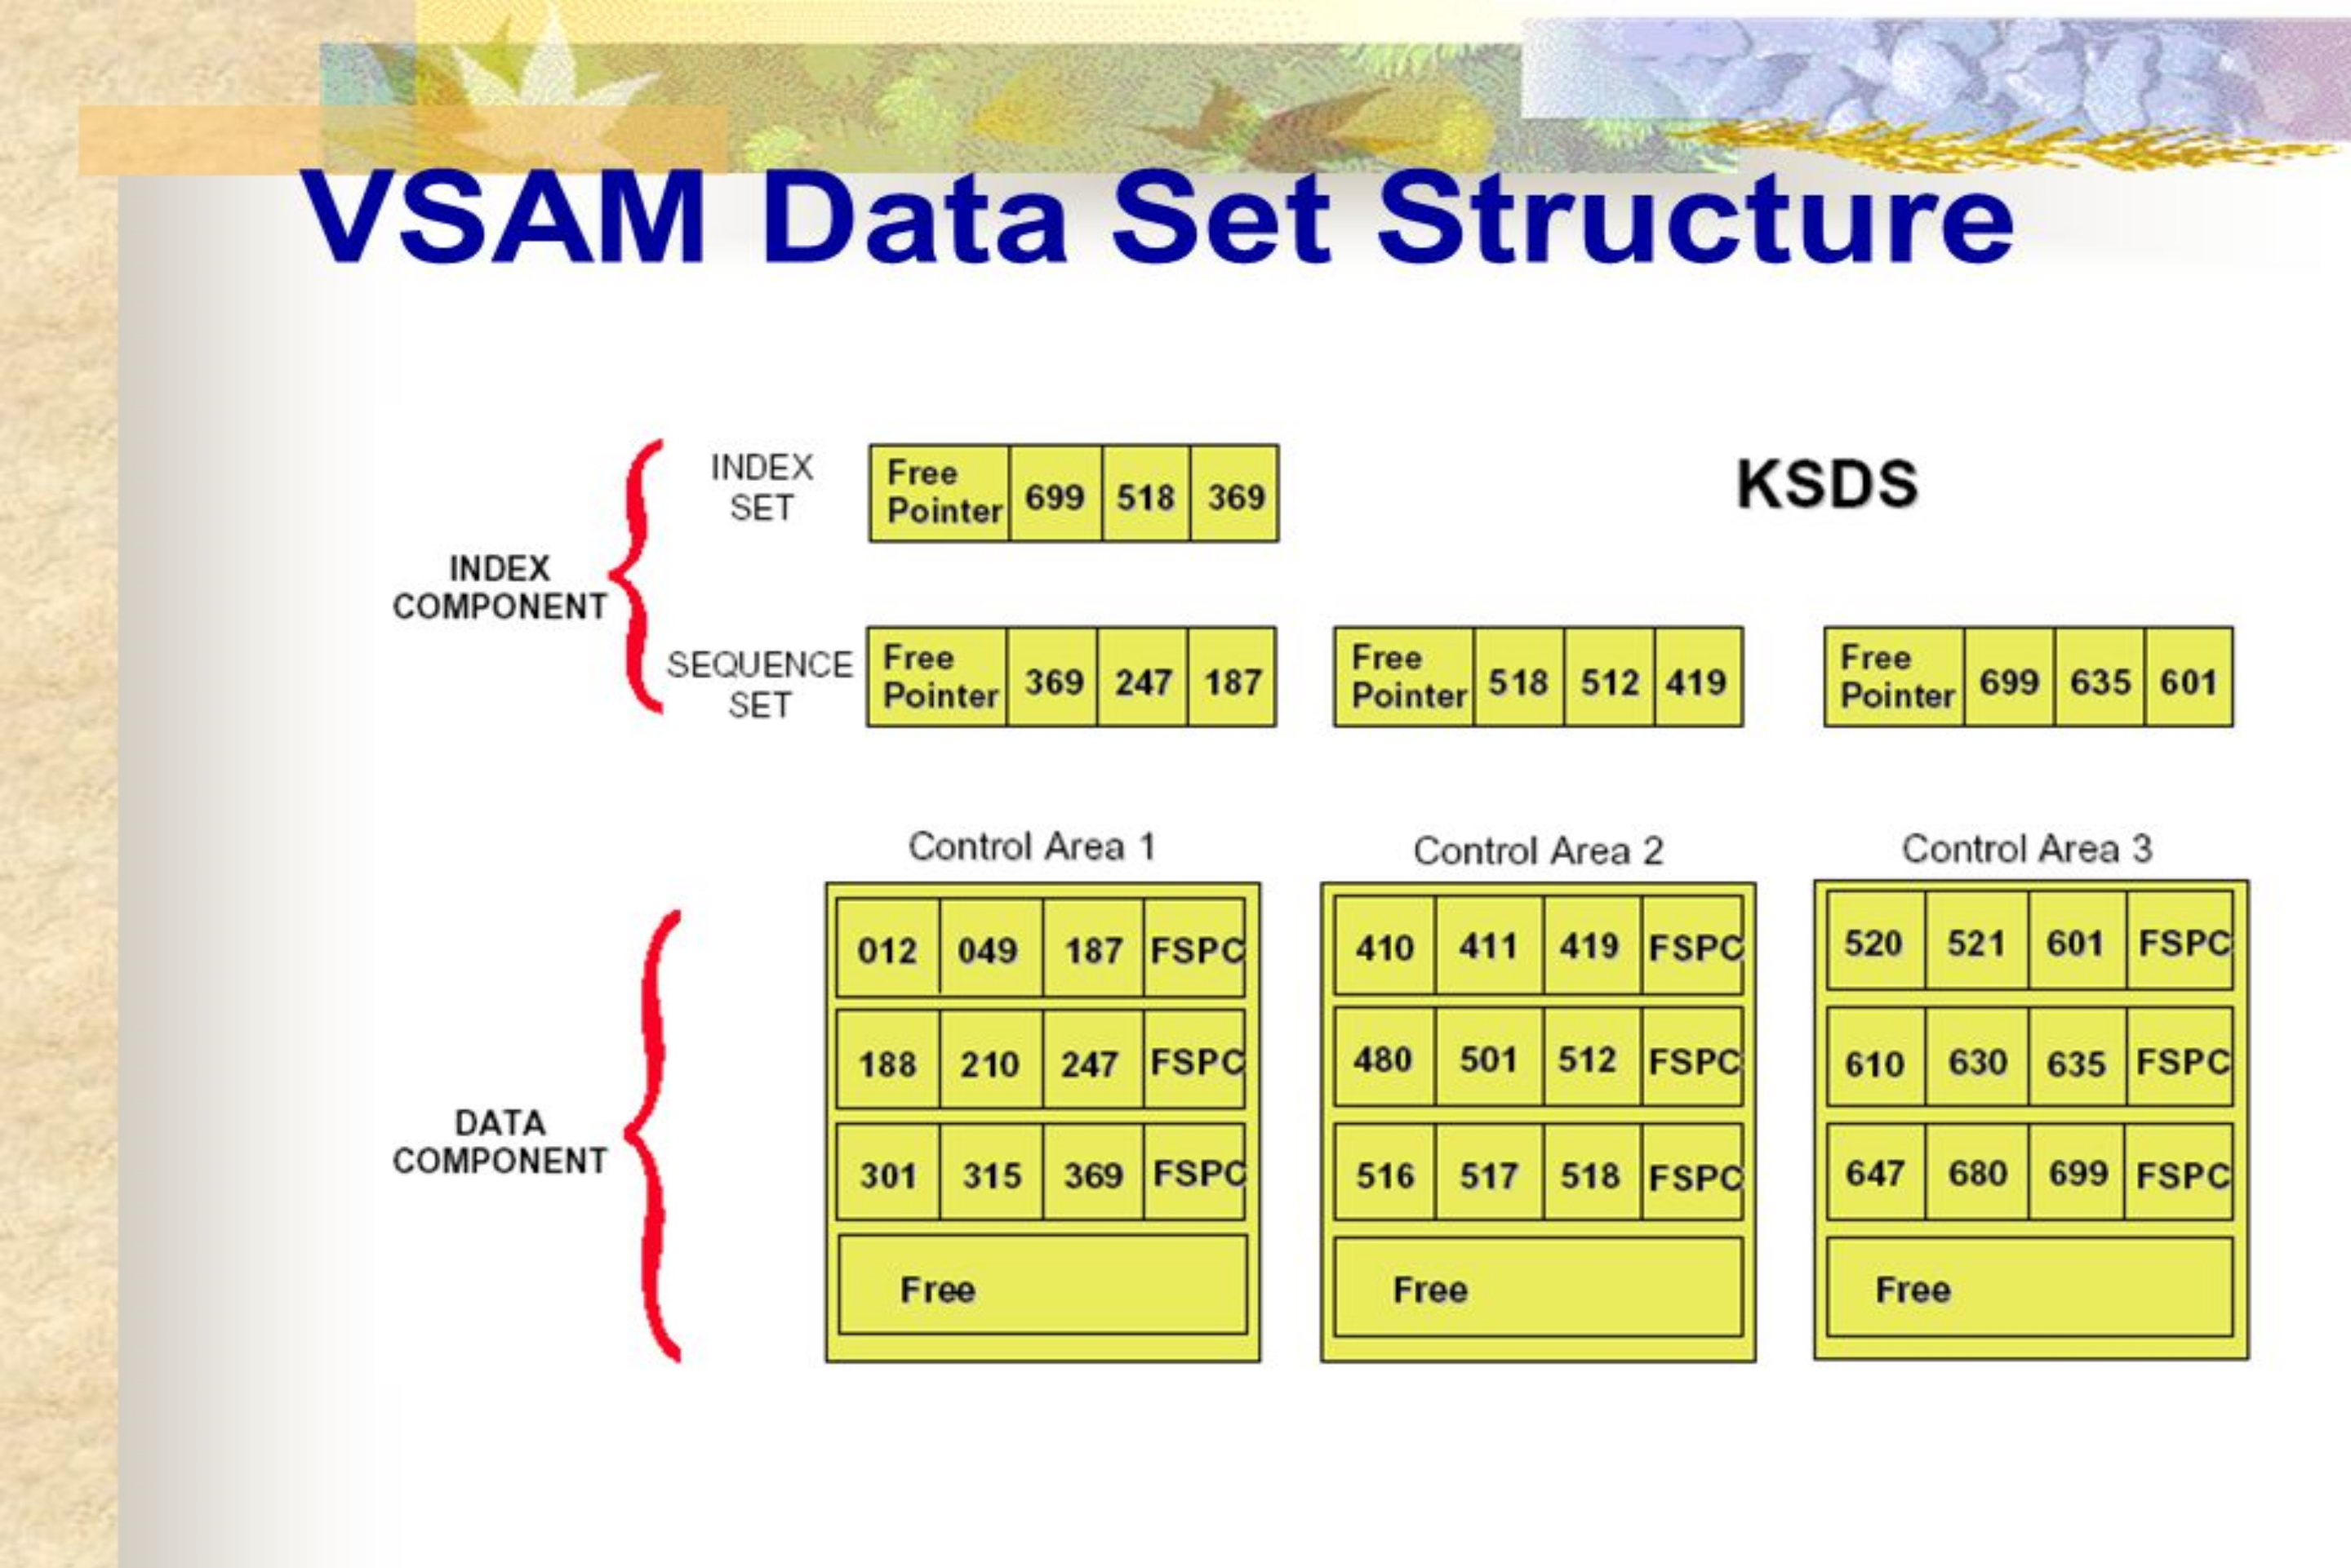 VSAM Data Set Structure
INDEX
SET
Free
Pointer
699
518
369
KSDS
INDEX
COMPONENT
SEQUENCE
SET
Free
Pointer
369
247
187
Free
Pointer
518
512
419
Free
Pointer
699
635
601
Control Area 1
Control Area 2
Control Area 3
012
049
187
FSPC
410
411
419
FSPC
520
521
601
FSPC
188
210
247
FSPC
480
501
512
FSPC
610
630
635
FSPC
DATA
COMPONENT
301
315
369
FSPC
516
517
518
FSPC
647
680
699
FSPC
Free
Free
Free